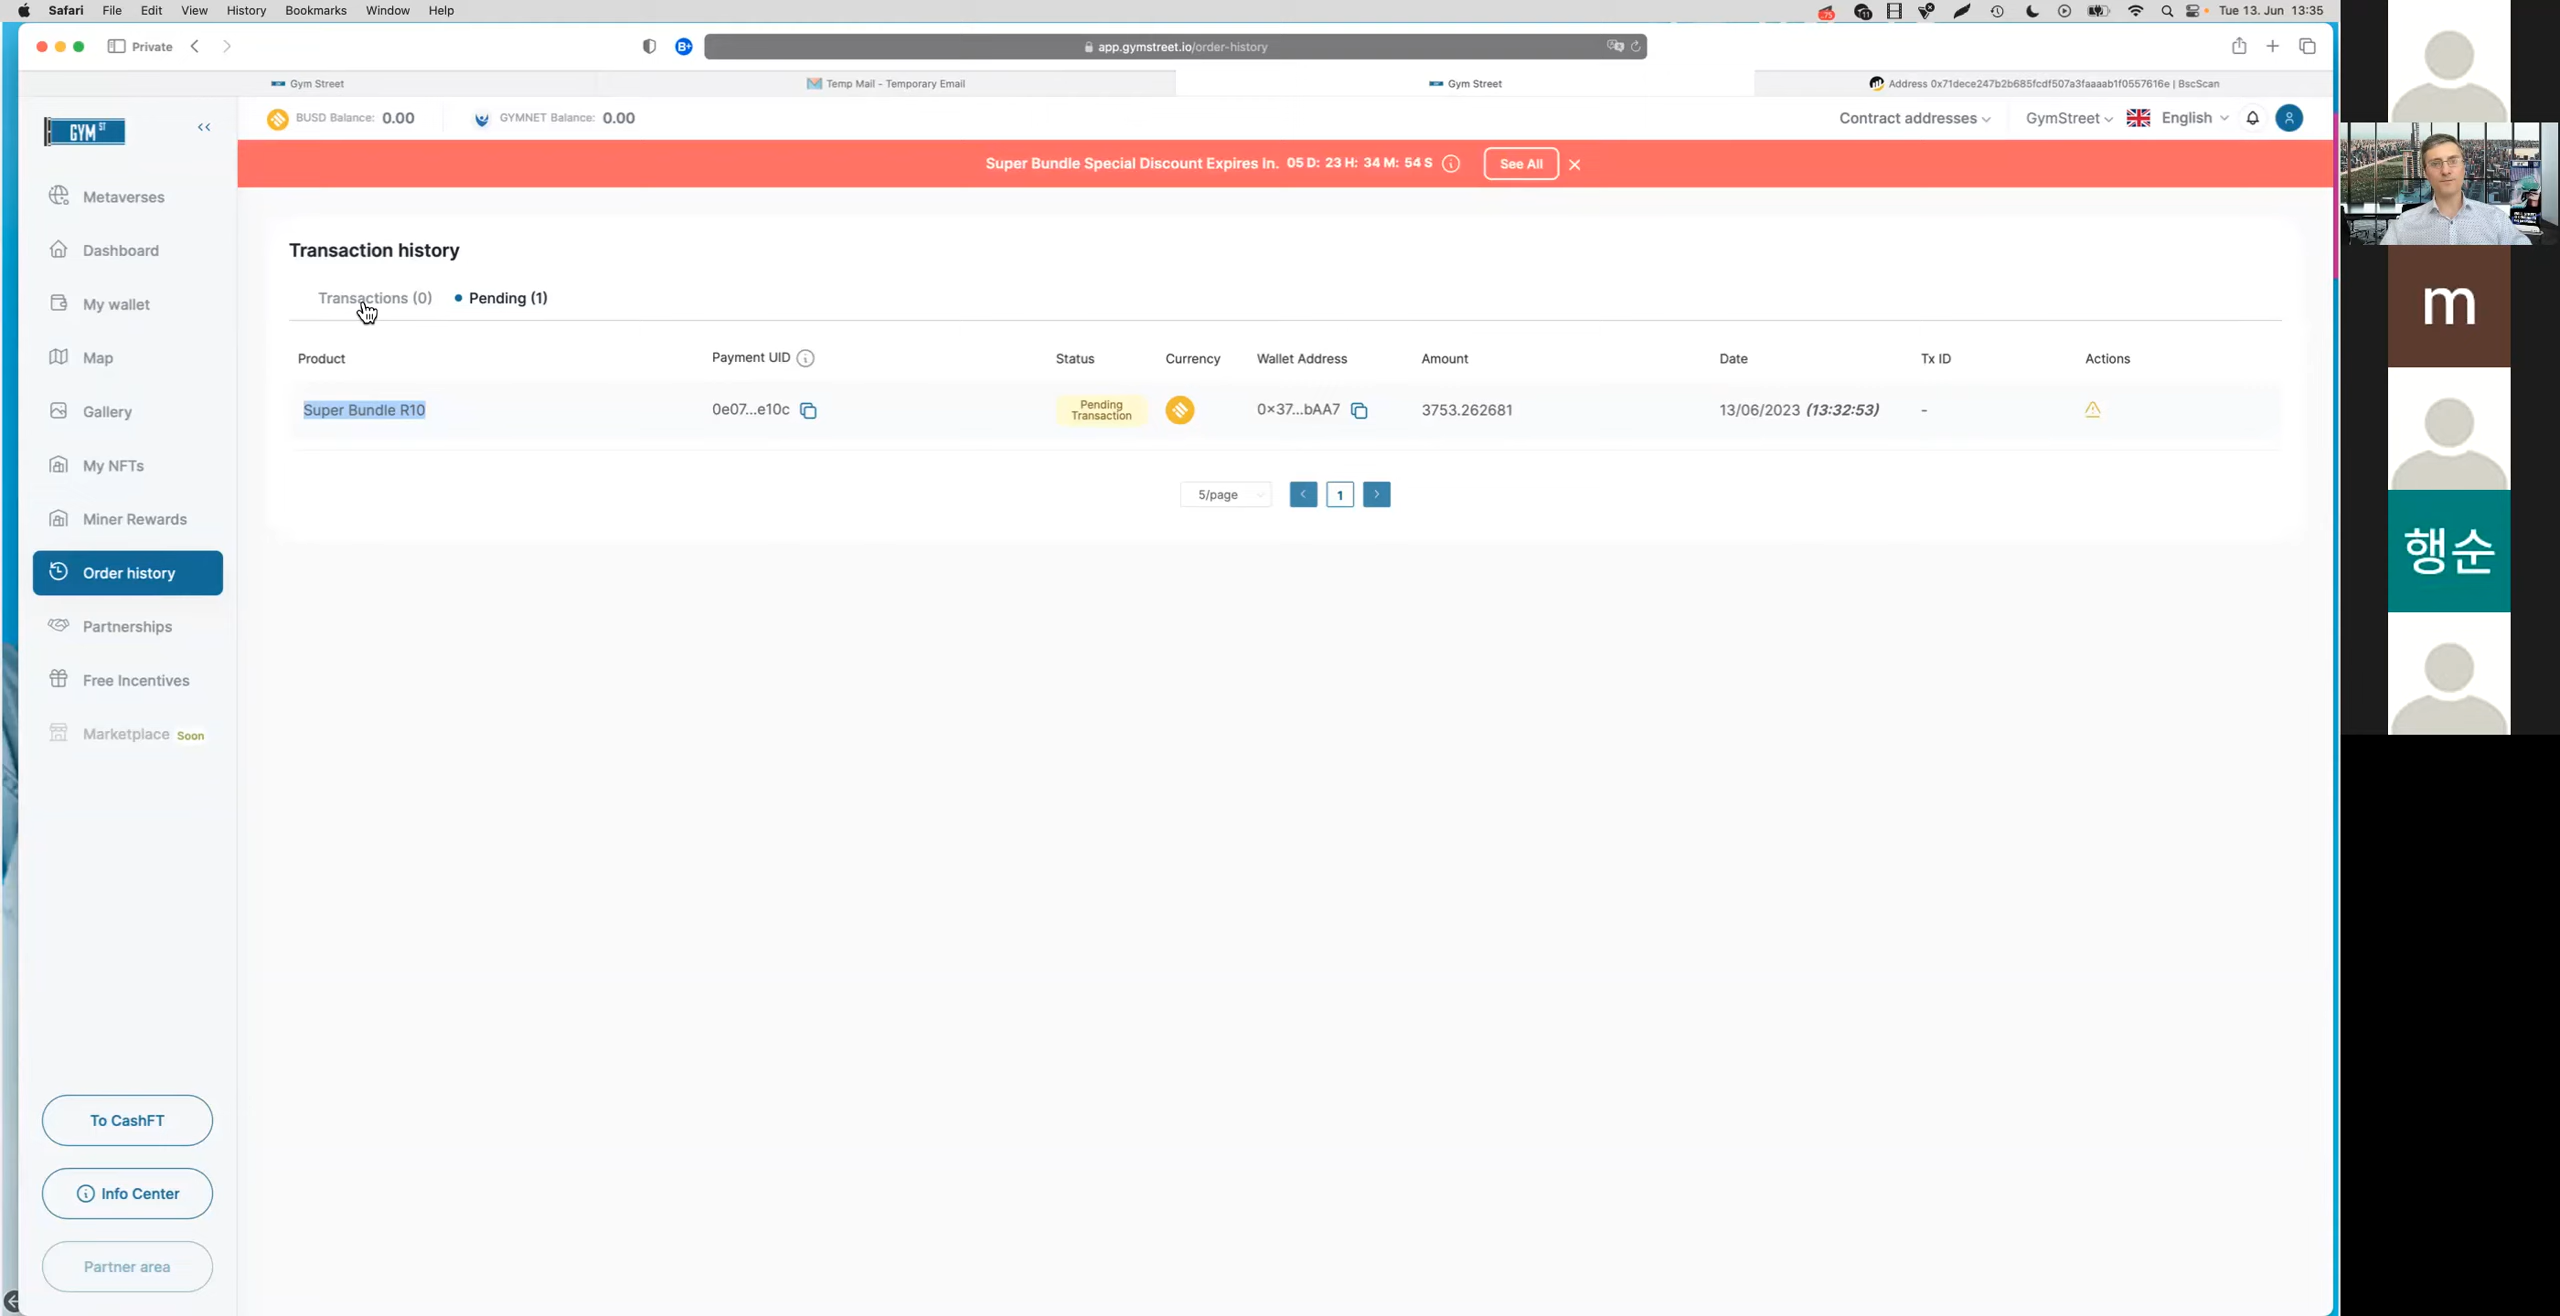 Safari File Edit View History Bookmarks Window Help
Tue 13. Jun 13:35
Private
app.gymstreet.io/order-history
Gym Street
Temp Mail - Temporary Email
Gym Street
Address 0x71dece247b2b685fcdf507a3faaaab1f0557616e | BscScan
GYM ST
BUSD Balance: 0.00
GYMNET Balance: 0.00
Contract addresses
GymStreet
English
Super Bundle Special Discount Expires In. 05 D: 23 H: 34 M: 54 S
See All
Metaverses
Dashboard
My wallet
Map
Gallery
My NFTs
Miner Rewards
Order history
Partnerships
Free Incentives
Marketplace Soon
To CashFT
Info Center
Partner area
Transaction history
Transactions (0) Pending (1)
Product Payment UID Status Currency Wallet Address Amount Date Tx ID Actions
Super Bundle R10 0e07...e10c Pending Transaction 0x37...bAA7 3753.262681 13/06/2023 (13:32:53) -
5/page 1
m
행순